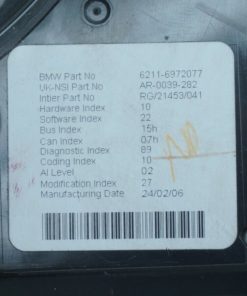 BMW Part No 6211-6972077
UK-NSI Part No AR-0039-282
Intier Part No RG/21453/041
Hardware Index 10
Software Index 22
Bus Index 15h
Can Index 07h
Diagnostic Index 89
Coding Index 10
AI Level 02
Modification Index 27
Manufacturing Date 24/02/06